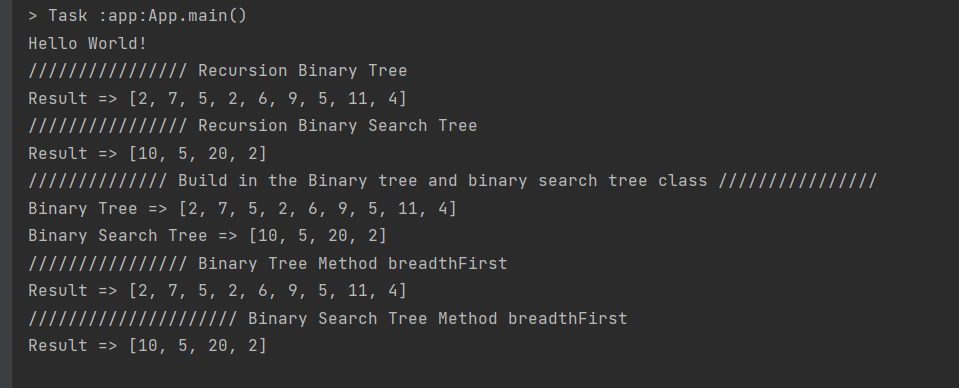 > Task :app:App.main()
Hello World!
//////////////// Recursion Binary Tree
Result => [2, 7, 5, 2, 6, 9, 5, 11, 4]
//////////////// Recursion Binary Search Tree
Result => [10, 5, 20, 2]
////////////// Build in the Binary tree and binary search tree class ////////////////
Binary Tree => [2, 7, 5, 2, 6, 9, 5, 11, 4]
Binary Search Tree => [10, 5, 20, 2]
//////////////// Binary Tree Method breadthFirst
Result => [2, 7, 5, 2, 6, 9, 5, 11, 4]
///////////////////// Binary Search Tree Method breadthFirst
Result => [10, 5, 20, 2]